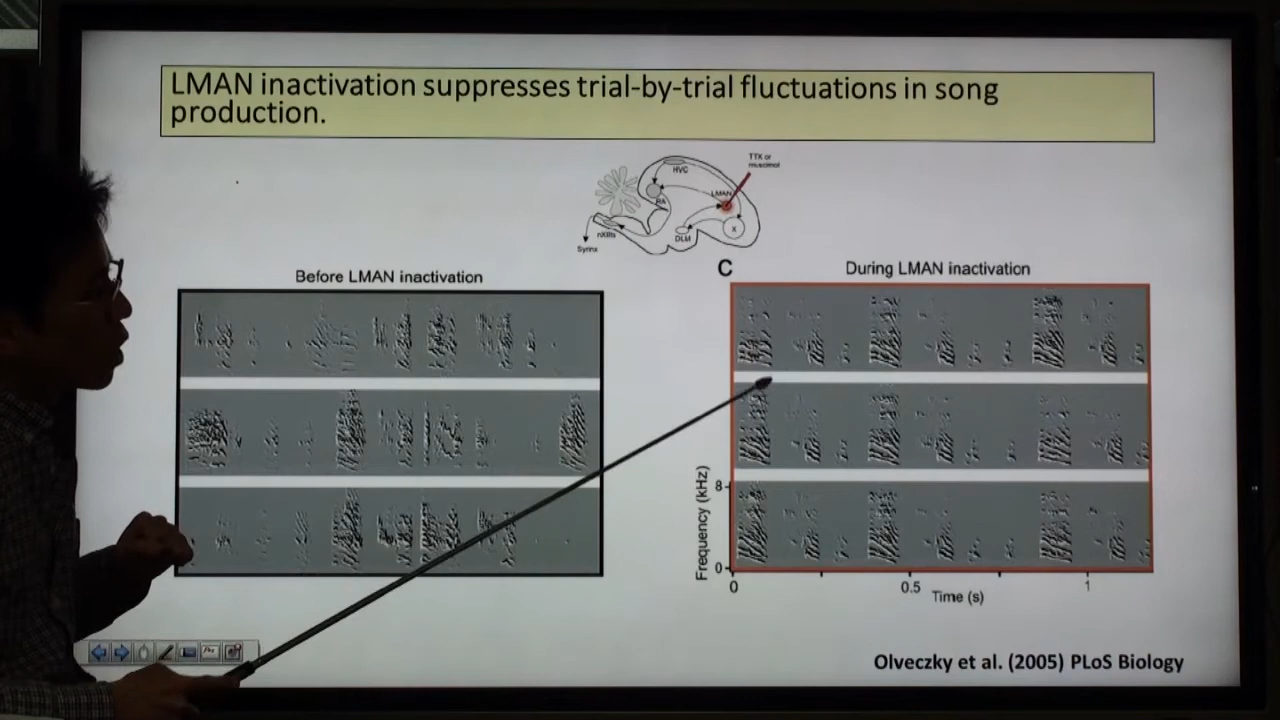 LMAN inactivation suppresses trial-by-trial fluctuations in song
production.
TTX or
muscimol
HVC
LMAN
RA
X
DLM
nXIIts
Syrinx
Before LMAN inactivation
C
During LMAN inactivation
Frequency (kHz)
8
0
0
0.5
1
Time (s)
Olveczky et al. (2005) PLoS Biology